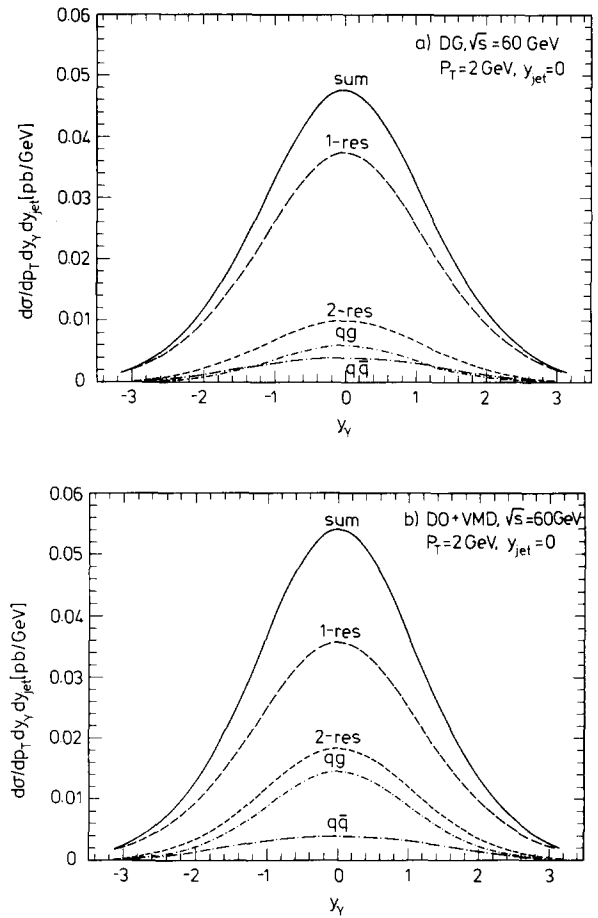 0.06
a) DG, √s = 60 GeV
P_T = 2 GeV, y_jet = 0
sum
0.05
0.04
1-res
0.03
0.02
2-res
0.01
qg
qq̄
0
-3 -2 -1 0 1 2 3
y_γ
dσ/dp_T dy_γ dy_jet [pb/GeV]
0.06
b) DO + VMD, √s = 60 GeV
P_T = 2 GeV, y_jet = 0
sum
0.05
0.04
1-res
0.03
0.02
2-res
qg
0.01
qq̄
0
-3 -2 -1 0 1 2 3
y_γ
dσ/dp_T dy_γ dy_jet [pb/GeV]